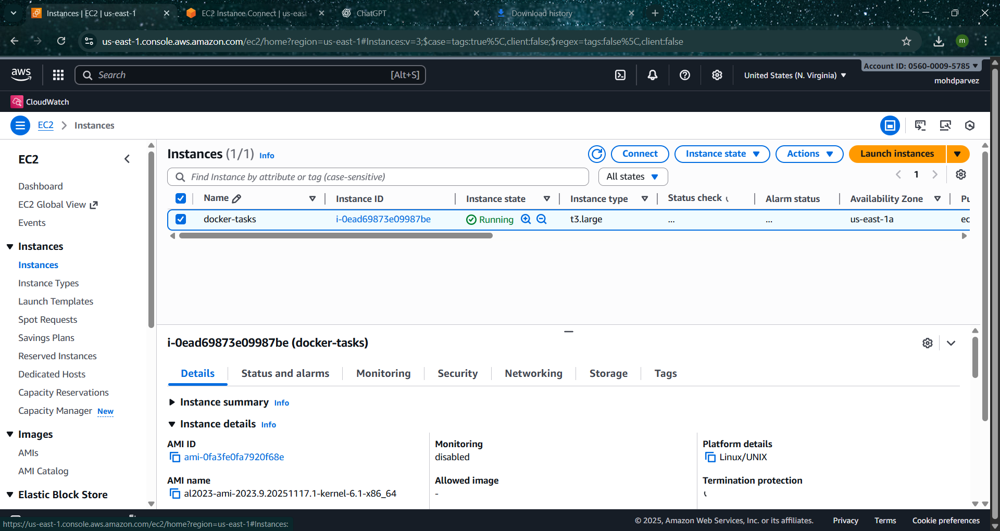 Instances | EC2 | us-east-1
EC2 Instance Connect | us-east
ChatGPT
Download history
us-east-1.console.aws.amazon.com/ec2/home?region=us-east-1#Instances:v=3;$case=tags:true%5C,client:false;$regex=tags:false%5C,client:false
m
aws
Search
[Alt+S]
United States (N. Virginia)
Account ID: 0560-0009-5785
mohdparvez
CloudWatch
EC2
Instances
EC2
Dashboard
EC2 Global View
Events
Instances
Instances
Instance Types
Launch Templates
Spot Requests
Savings Plans
Reserved Instances
Dedicated Hosts
Capacity Reservations
Capacity Manager New
Images
AMIs
AMI Catalog
Elastic Block Store
Instances (1/1) Info
Connect
Instance state
Actions
Launch instances
Find Instance by attribute or tag (case-sensitive)
All states
1
Name
Instance ID
Instance state
Instance type
Status check
Alarm status
Availability Zone
Pu
docker-tasks
i-0ead69873e09987be
Running
t3.large
...
...
us-east-1a
ec
i-0ead69873e09987be (docker-tasks)
Details
Status and alarms
Monitoring
Security
Networking
Storage
Tags
Instance summary Info
Instance details Info
AMI ID
ami-0fa3fe0fa7920f68e
Monitoring
disabled
Platform details
Linux/UNIX
AMI name
al2023-ami-2023.9.20251117.1-kernel-6.1-x86_64
Allowed image
-
Termination protection
https://us-east-1.console.aws.amazon.com/ec2/home?region=us-east-1#Instances:
© 2025, Amazon Web Services, Inc. or its affiliates.
Privacy
Terms
Cookie preferences